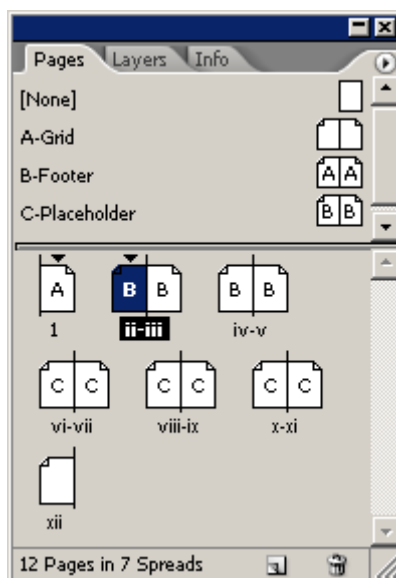 Pages Layers Info
[None]
A-Grid
B-Footer A A
C-Placeholder B B
A B B B B
1 ii-iii iv-v
C C C C C C
vi-vii viii-ix x-xi
xii
12 Pages in 7 Spreads